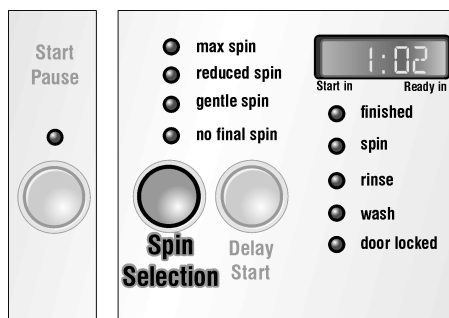 Start
Pause
max spin
reduced spin
gentle spin
no final spin
Spin
Selection
Delay
Start
1:02
Start in Ready in
finished
spin
rinse
wash
door locked